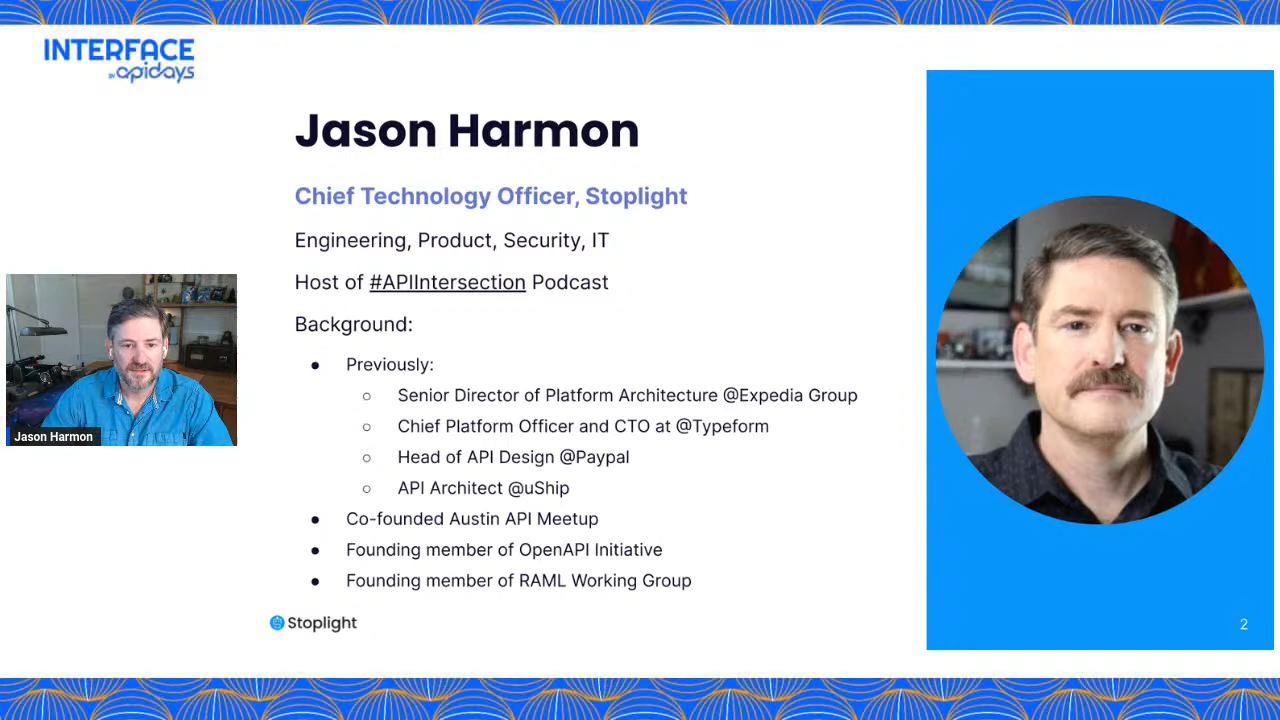 INTERFACE
BY apidays
Jason Harmon
Chief Technology Officer, Stoplight
Engineering, Product, Security, IT
Host of #APIIntersection Podcast
Background:
● Previously:
○ Senior Director of Platform Architecture @Expedia Group
○ Chief Platform Officer and CTO at @Typeform
○ Head of API Design @Paypal
○ API Architect @uShip
● Co-founded Austin API Meetup
● Founding member of OpenAPI Initiative
● Founding member of RAML Working Group
Jason Harmon
Stoplight
2